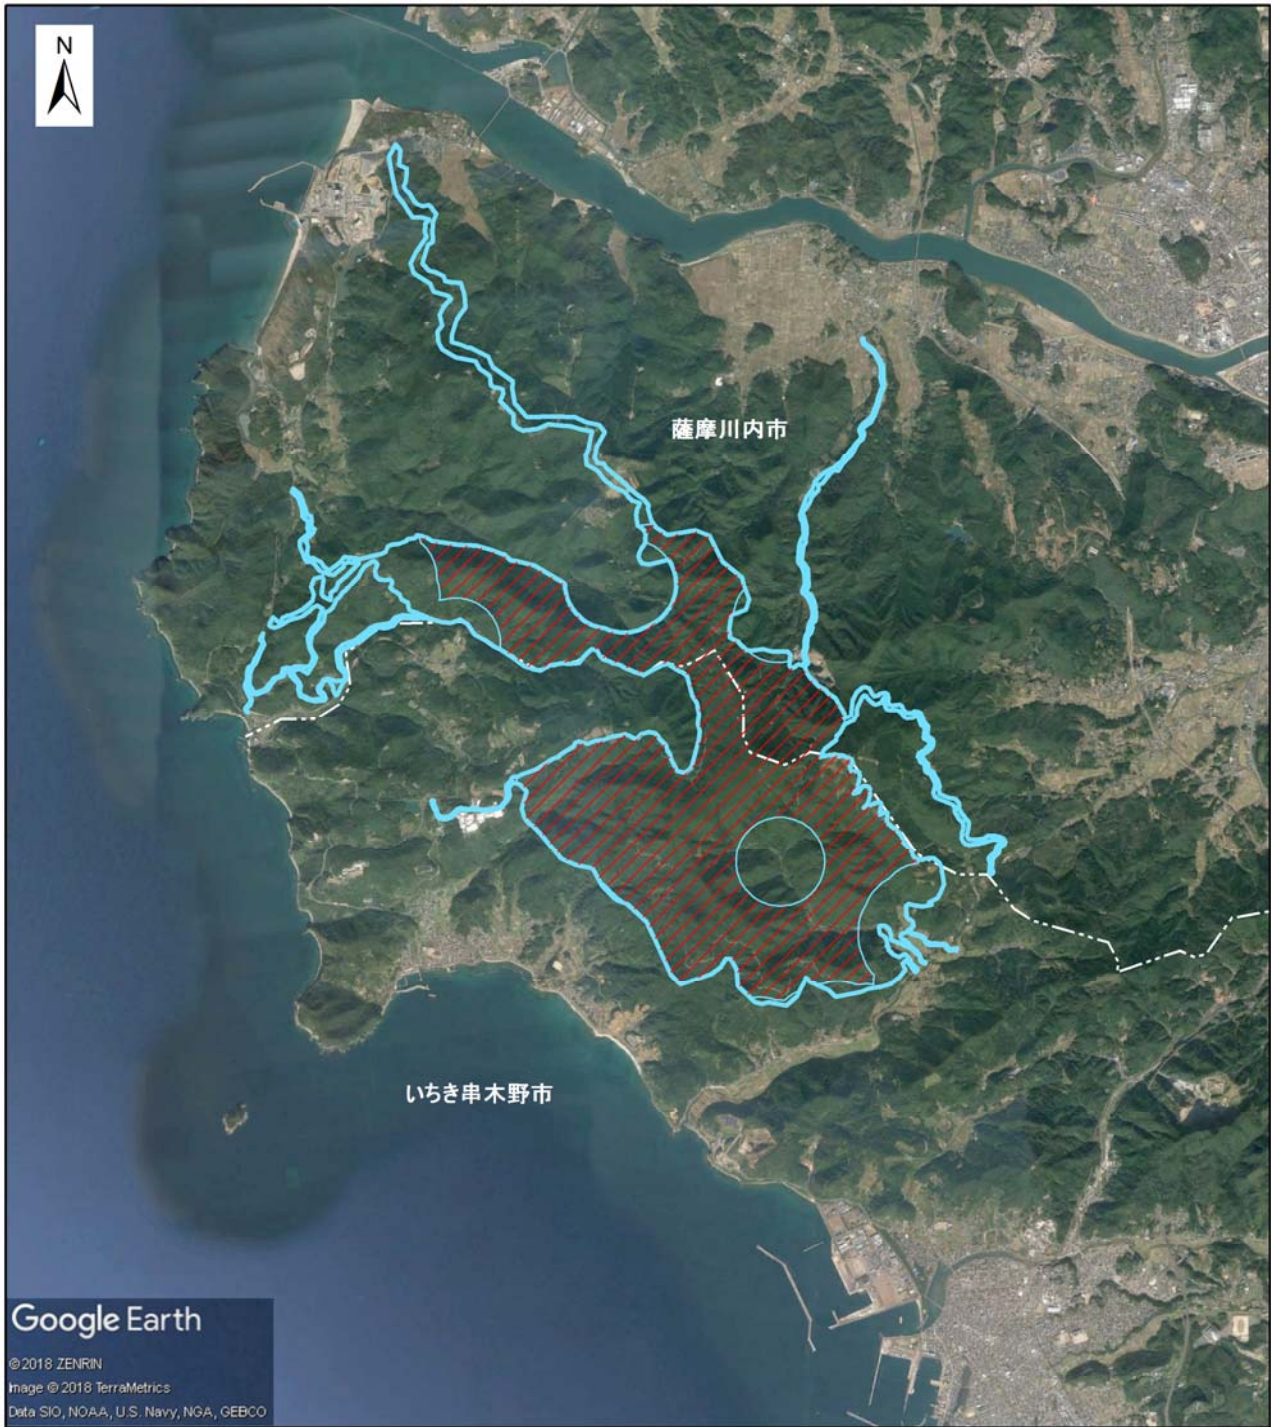 N
薩摩川内市
いちき串木野市
Google Earth
©2018 ZENRIN
Image © 2018 TerraMetrics
Data SIO, NOAA, U.S. Navy, NGA, GEBCO